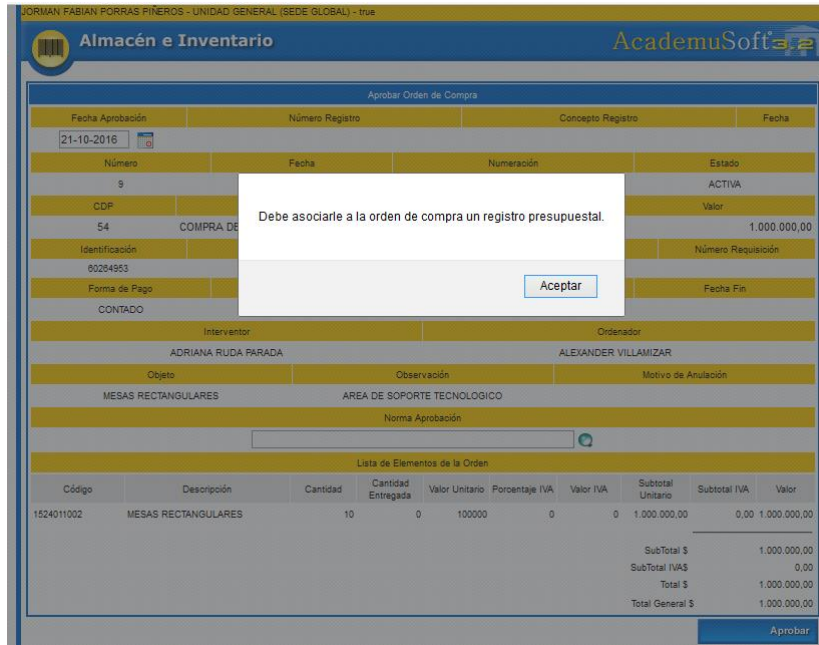 JORMAN FABIAN PORRAS PIÑEROS - UNIDAD GENERAL (SEDE GLOBAL) - true
Almacén e Inventario AcademuSoft 3.2
Aprobar Orden de Compra
Fecha Aprobación Número Registro Concepto Registro Fecha
21-10-2016
Número Fecha Numeración Estado
9 ACTIVA
CDP Valor
54 COMPRA DE 1.000.000,00
Debe asociarle a la orden de compra un registro presupuestal.
Identificación Número Requisición
60264953
Aceptar
Forma de Pago Fecha Fin
CONTADO
Interventor Ordenador
ADRIANA RUDA PARADA ALEXANDER VILLAMIZAR
Objeto Observación Motivo de Anulación
MESAS RECTANGULARES AREA DE SOPORTE TECNOLOGICO
Norma Aprobación
Lista de Elementos de la Orden
Código Descripción Cantidad Cantidad Entregada Valor Unitario Porcentaje IVA Valor IVA Subtotal Unitario Subtotal IVA Valor
1524011002 MESAS RECTANGULARES 10 0 100000 0 0 1.000.000,00 0,00 1.000.000,00
SubTotal $ 1.000.000,00
SubTotal IVA$ 0,00
Total $ 1.000.000,00
Total General $ 1.000.000,00
Aprobar